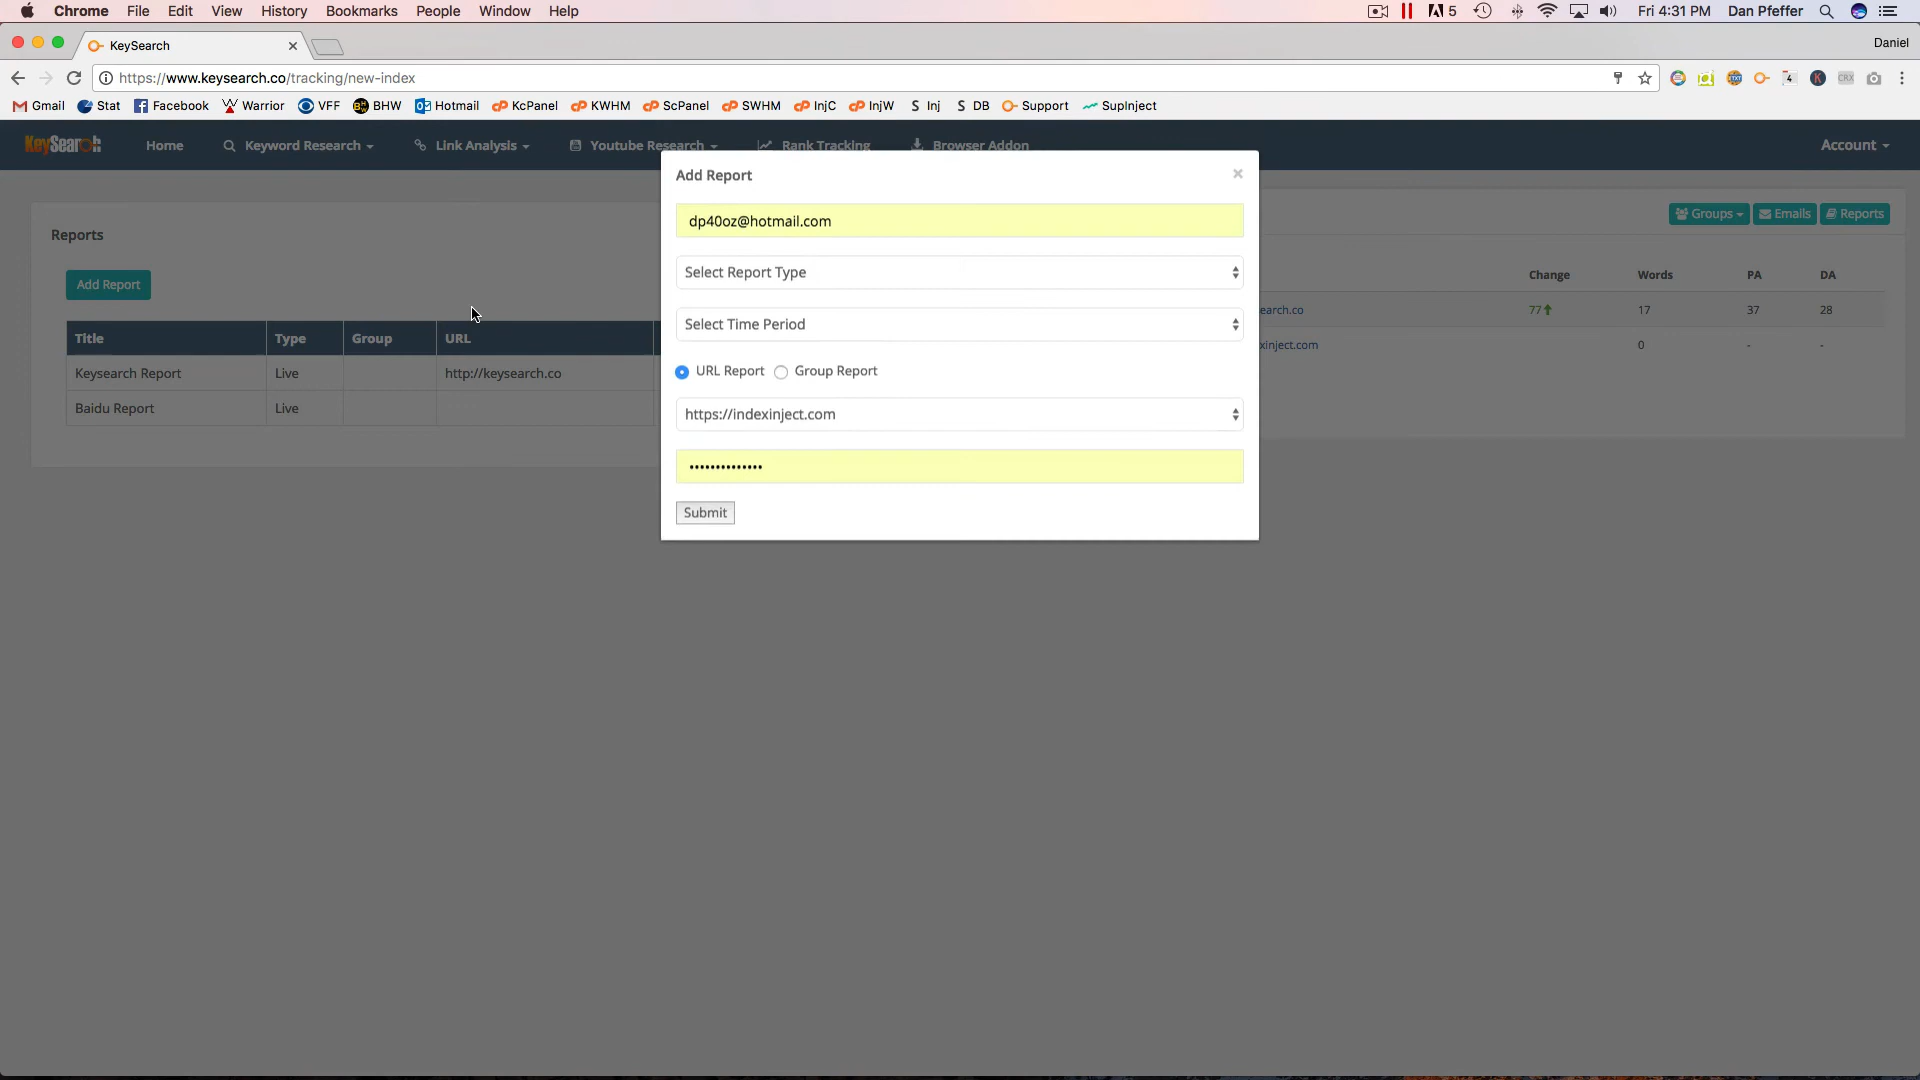 Chrome File Edit View History Bookmarks People Window Help 5 Fri 4:31 PM Dan Pfeffer
KeySearch Daniel
https://www.keysearch.co/tracking/new-index
Gmail Stat Facebook Warrior VFF BHW Hotmail KcPanel KWHM ScPanel SWHM InjC InjW Inj DB Support SupInject
KeySearch Home Keyword Research Link Analysis Youtube Research Rank Tracking Browser Addon Account
Add Report ×
dp40oz@hotmail.com
Groups Emails Reports
Reports
Select Report Type
Change Words PA DA
Add Report
earch.co 77 17 37 28
Select Time Period
Title Type Group URL
xinject.com 0 - -
URL Report Group Report
Keysearch Report Live http://keysearch.co
Baidu Report Live
https://indexinject.com
••••••••••••••
Submit